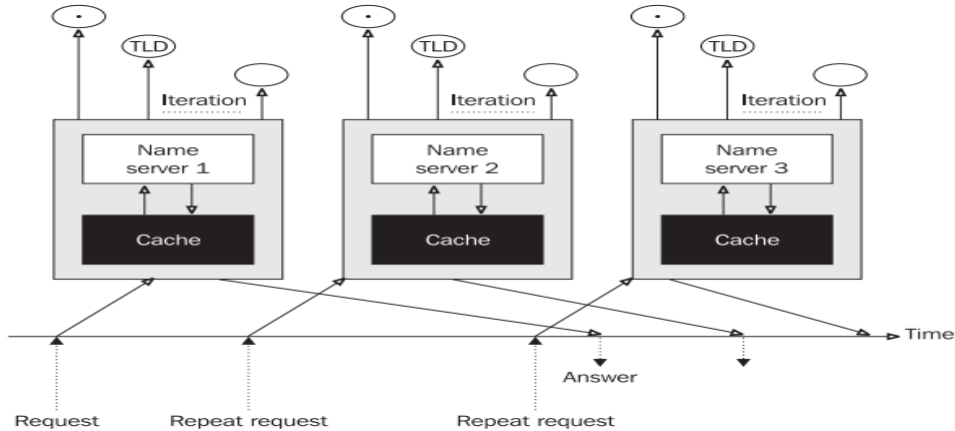 TLD
TLD
TLD
Iteration
Iteration
Iteration
Name
server 1
Name
server 2
Name
server 3
Cache
Cache
Cache
Time
Answer
Request
Repeat request
Repeat request